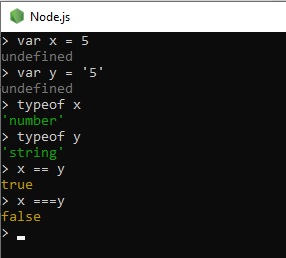 Node.js
> var x = 5
undefined
> var y = '5'
undefined
> typeof x
'number'
> typeof y
'string'
> x == y
true
> x ===y
false
>